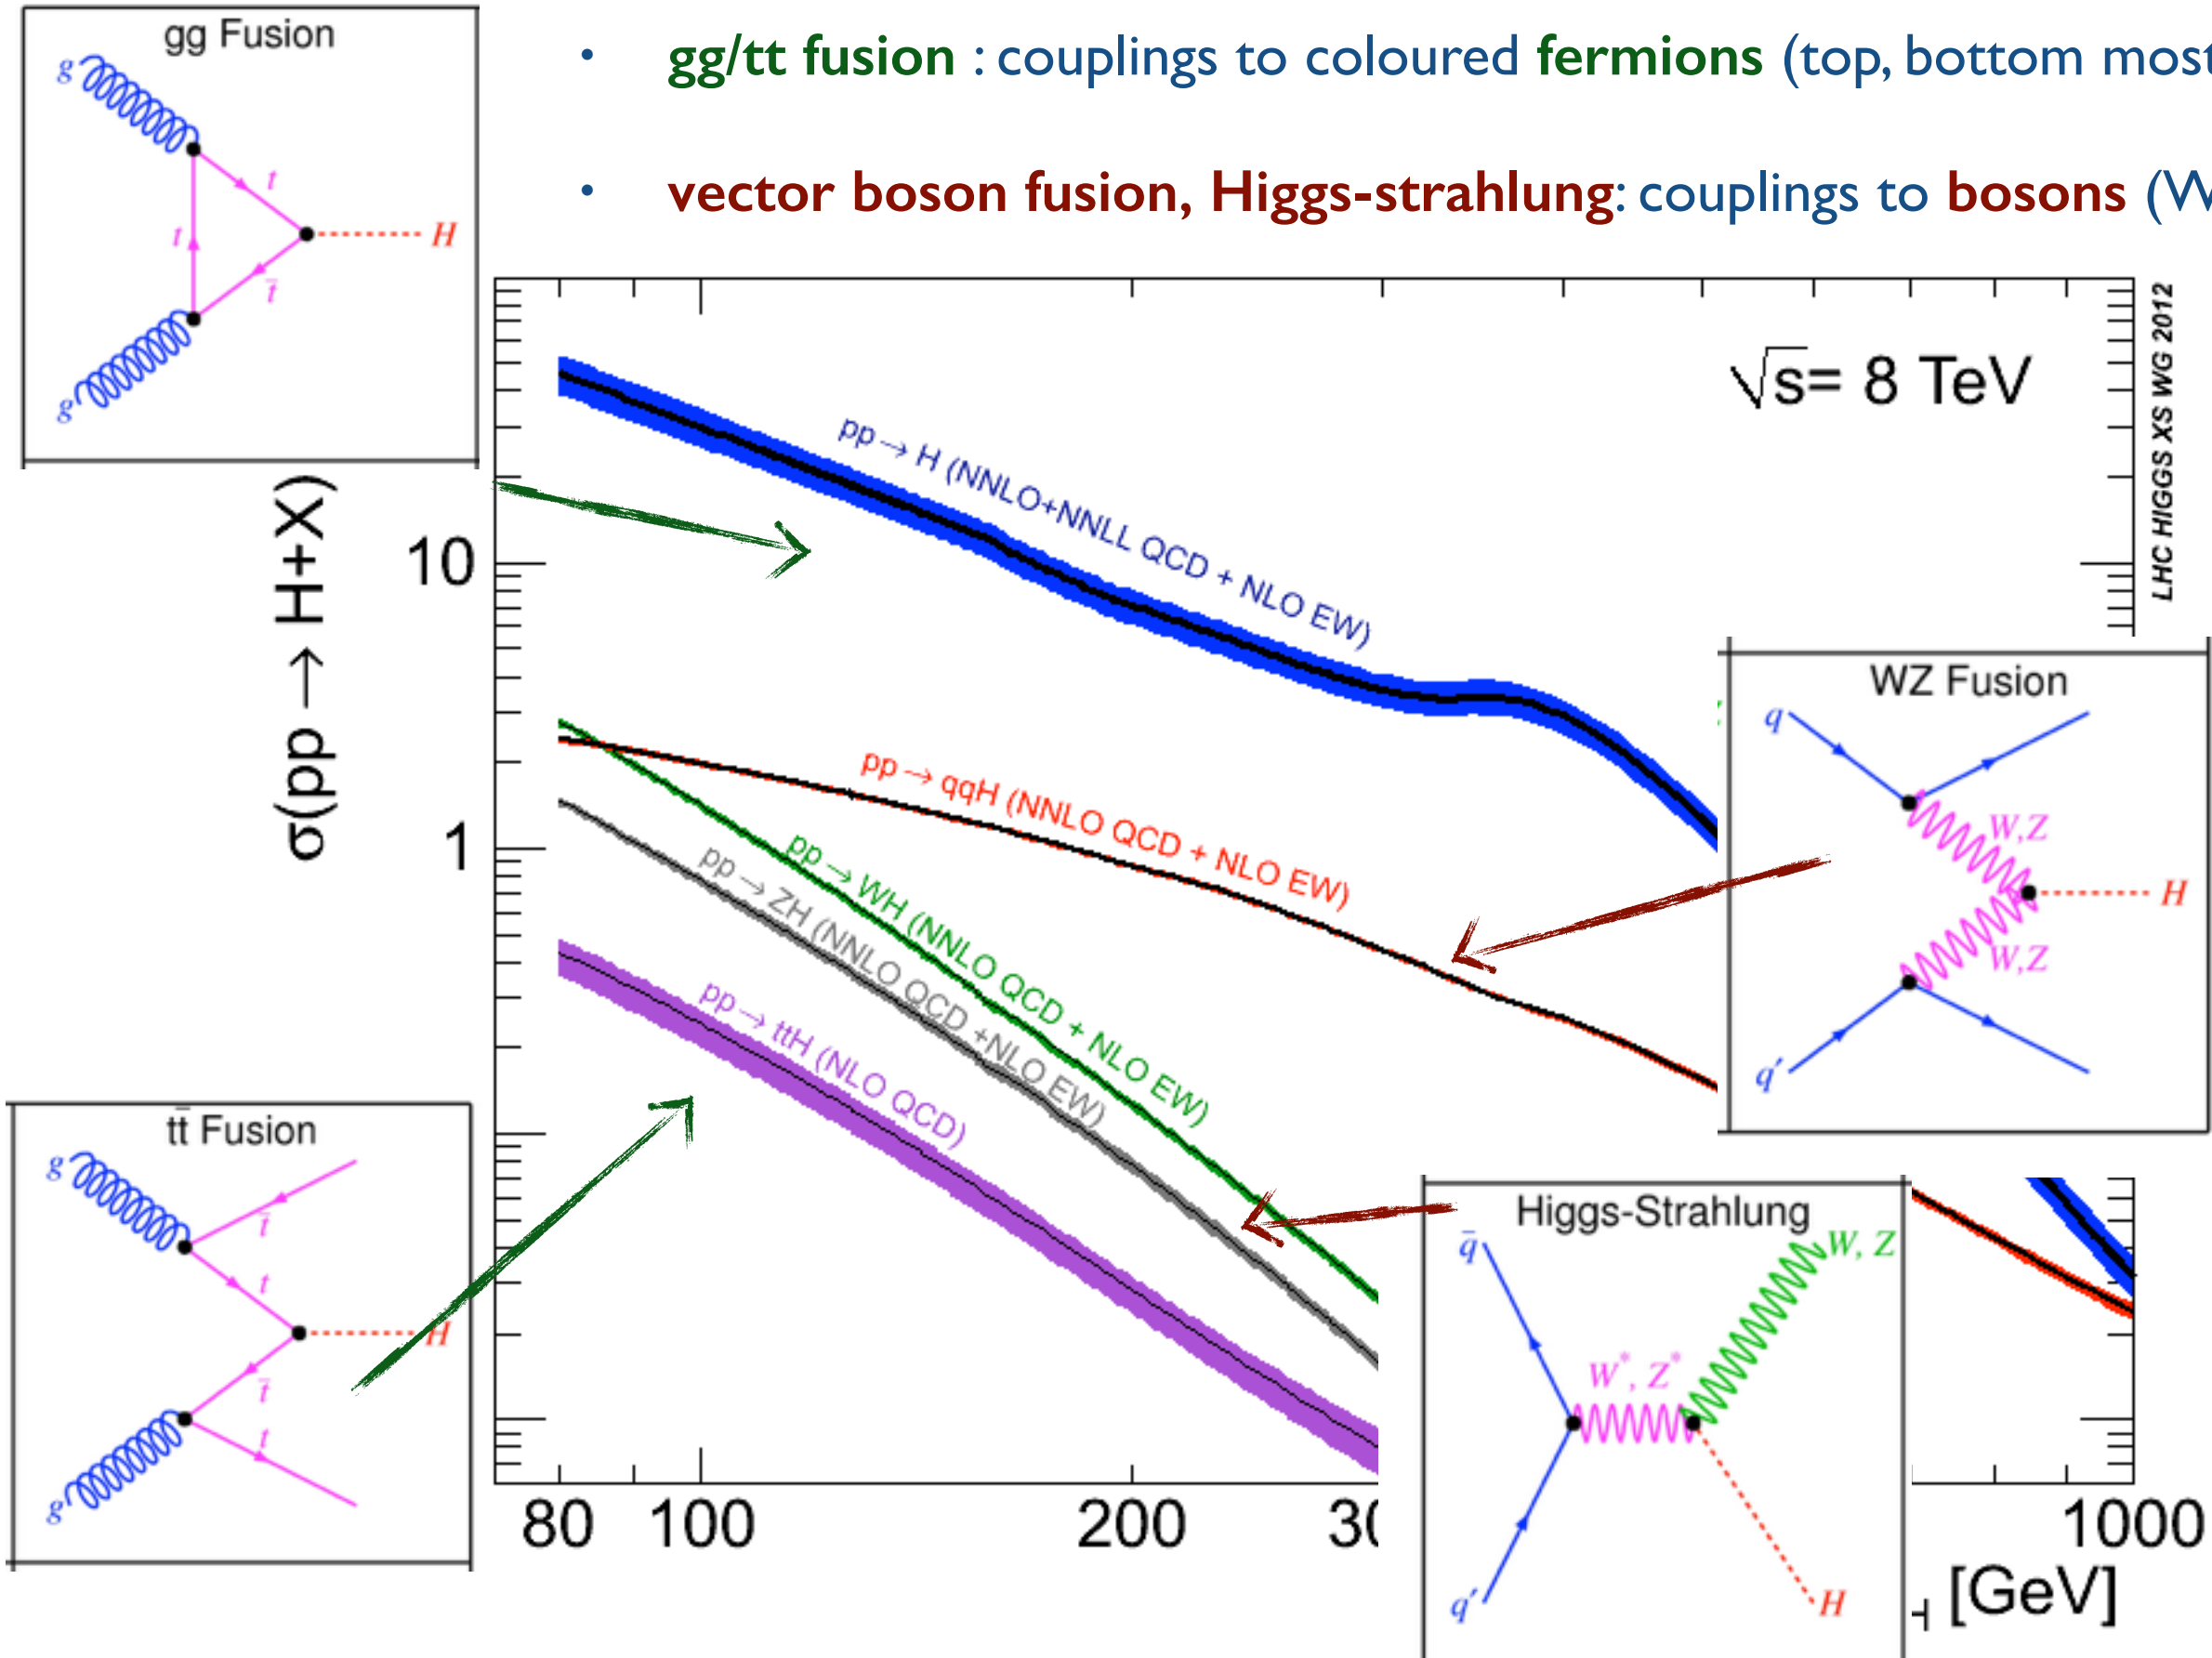 gg Fusion
g
t
t
H
t̄
g
• gg/tt fusion : couplings to coloured fermions (top, bottom most
• vector boson fusion, Higgs-strahlung: couplings to bosons (W
LHC HIGGS XS WG 2012
√s= 8 TeV
σ(pp → H+X)
10
1
pp → H (NNLO+NNLL QCD + NLO EW)
pp → qqH (NNLO QCD + NLO EW)
pp → WH (NNLO QCD + NLO EW)
pp → ZH (NNLO QCD +NLO EW)
pp → ttH (NLO QCD)
WZ Fusion
q
W,Z
H
W,Z
q′
tt̄ Fusion
g
t̄
t
H
t̄
t
g
Higgs-Strahlung
q̄
W, Z
W*, Z*
q′
H
80 100 200 1000
[GeV]